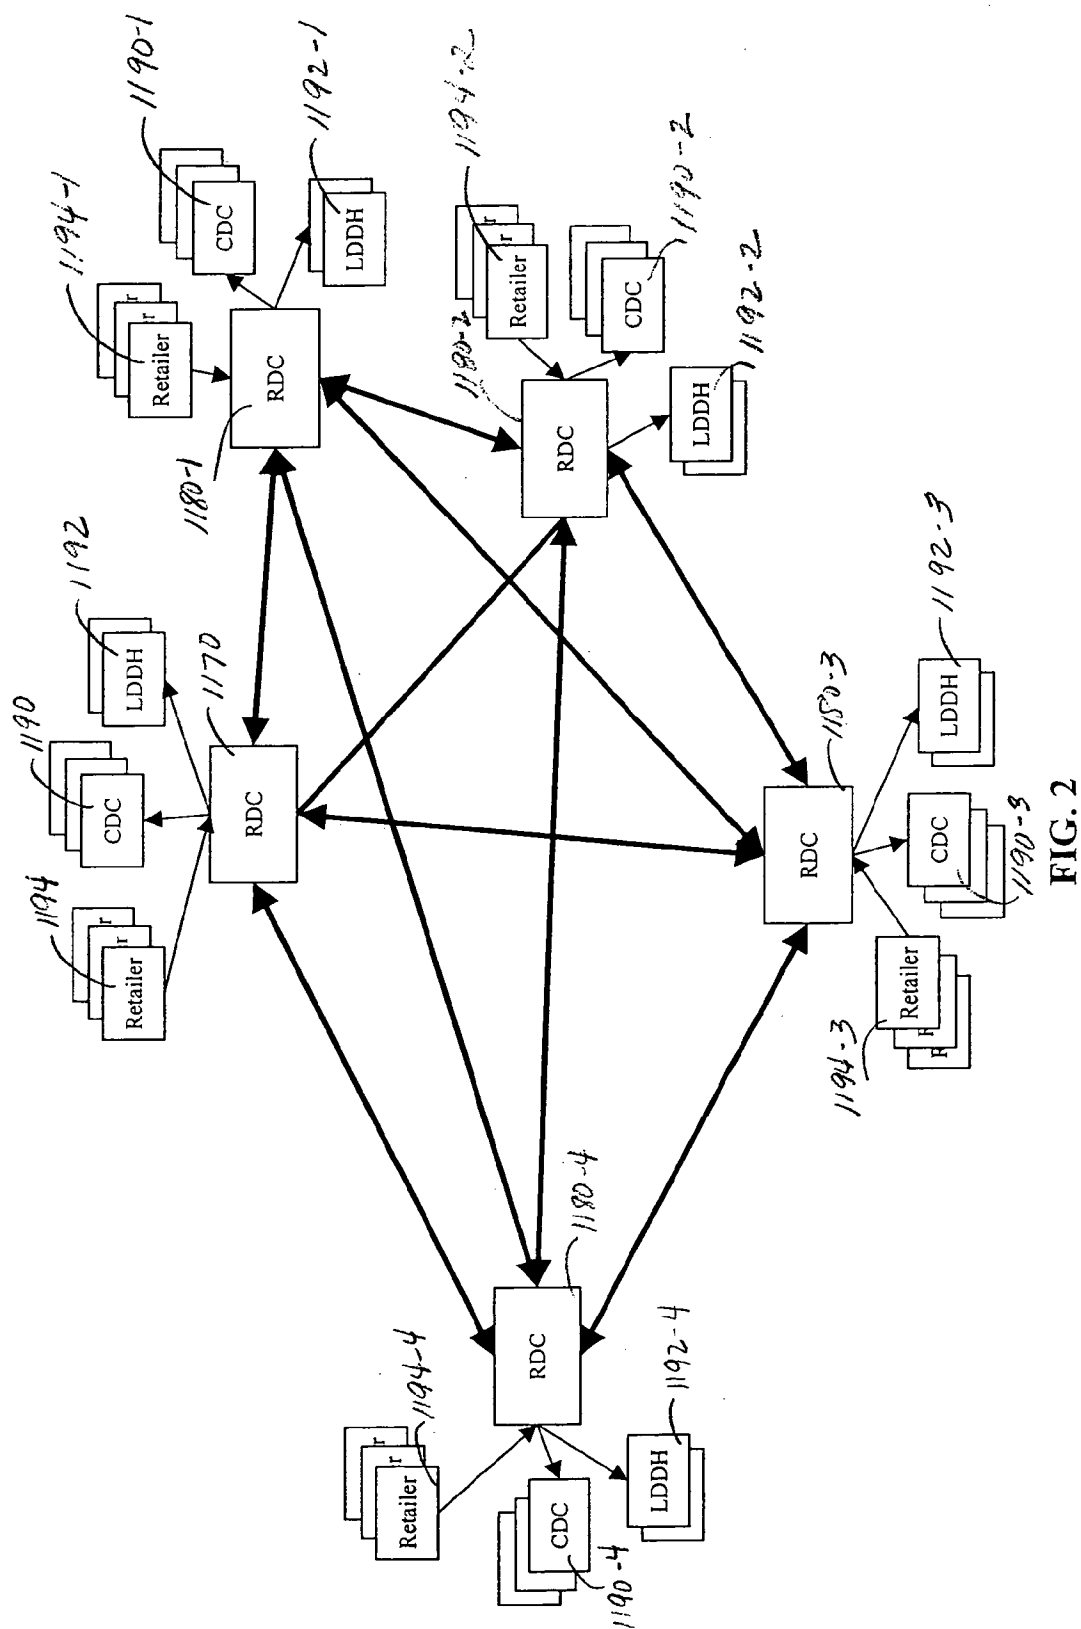 1194
Retailer
r
r
1190
CDC
1192
LDDH
1170
RDC
1194-1
Retailer
r
r
1190-1
CDC
1192-1
LDDH
1180-1
RDC
1194-2
Retailer
r
r
1180-2
RDC
CDC
1190-2
LDDH
1192-2
1180-3
RDC
1194-3
Retailer
R
R
CDC
1190-3
LDDH
1192-3
1194-4
Retailer
r
r
RDC
1180-4
CDC
1190-4
LDDH
1192-4
FIG. 2